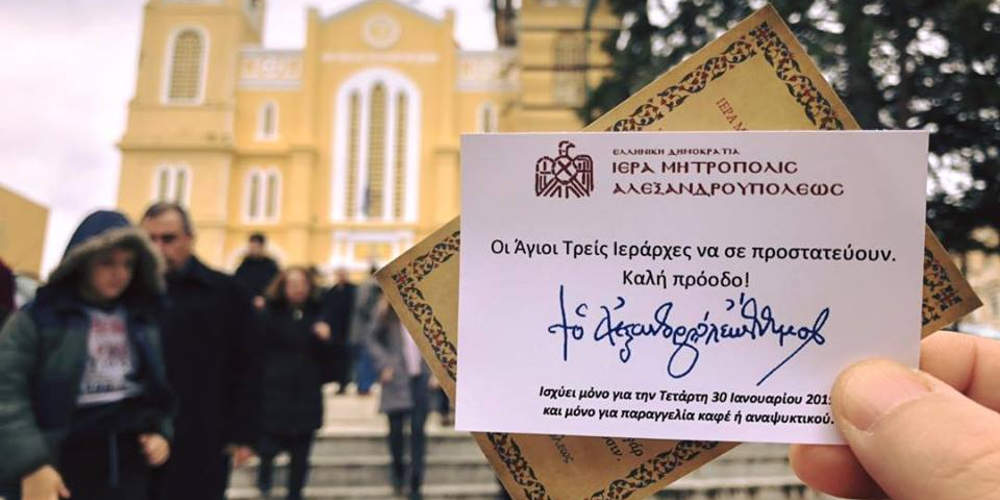 ΕΛΛΗΝΙΚΗ ΔΗΜΟΚΡΑΤΙΑ
ΙΕΡΑ ΜΗΤΡΟΠΟΛΙΣ
ΑΛΕΞΑΝΔΡΟΥΠΟΛΕΩΣ
Οι Άγιοι Τρείς Ιεράρχες να σε προστατεύουν.
Καλή πρόοδο!
Ισχύει μόνο για την Τετάρτη 30 Ιανουαρίου
και μόνο για παραγγελία καφέ ή αναψυκτικού.
ΙΕΡΑ